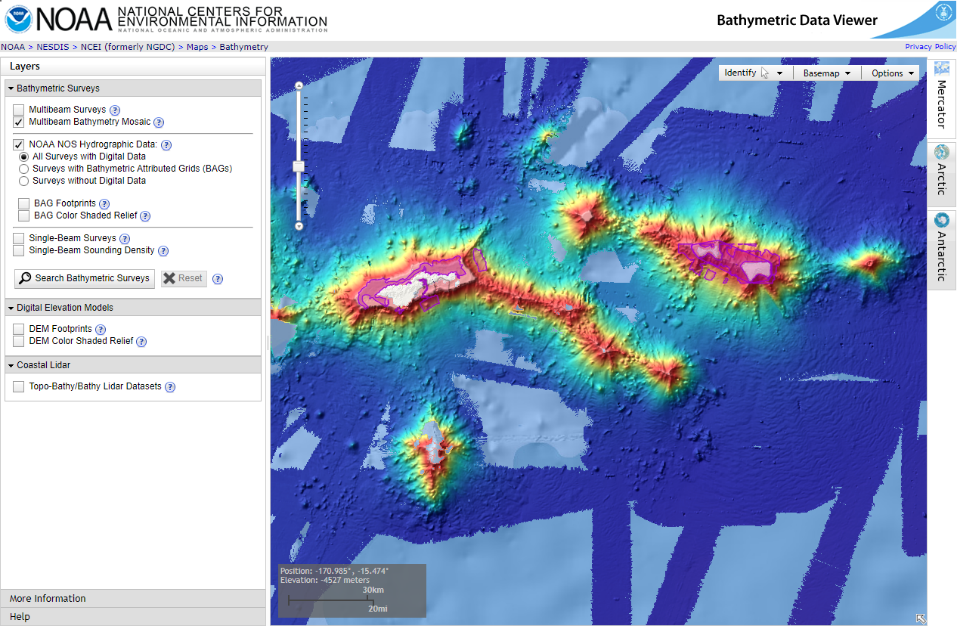 NOAA NATIONAL CENTERS FOR
ENVIRONMENTAL INFORMATION
NATIONAL OCEANIC AND ATMOSPHERIC ADMINISTRATION
Bathymetric Data Viewer
NOAA > NESDIS > NCEI (formerly NGDC) > Maps > Bathymetry
Privacy Policy
Layers
Bathymetric Surveys
Multibeam Surveys ?
Multibeam Bathymetry Mosaic ?
NOAA NOS Hydrographic Data: ?
All Surveys with Digital Data
Surveys with Bathymetric Attributed Grids (BAGs)
Surveys without Digital Data
BAG Footprints ?
BAG Color Shaded Relief ?
Single-Beam Surveys ?
Single-Beam Sounding Density ?
Search Bathymetric Surveys
Reset ?
Digital Elevation Models
DEM Footprints ?
DEM Color Shaded Relief ?
Coastal Lidar
Topo-Bathy/Bathy Lidar Datasets ?
More Information
Help
Identify
Basemap
Options
Mercator
Arctic
Antarctic
Position: -170.985°, -15.474°
Elevation: -4527 meters
30km
20mi